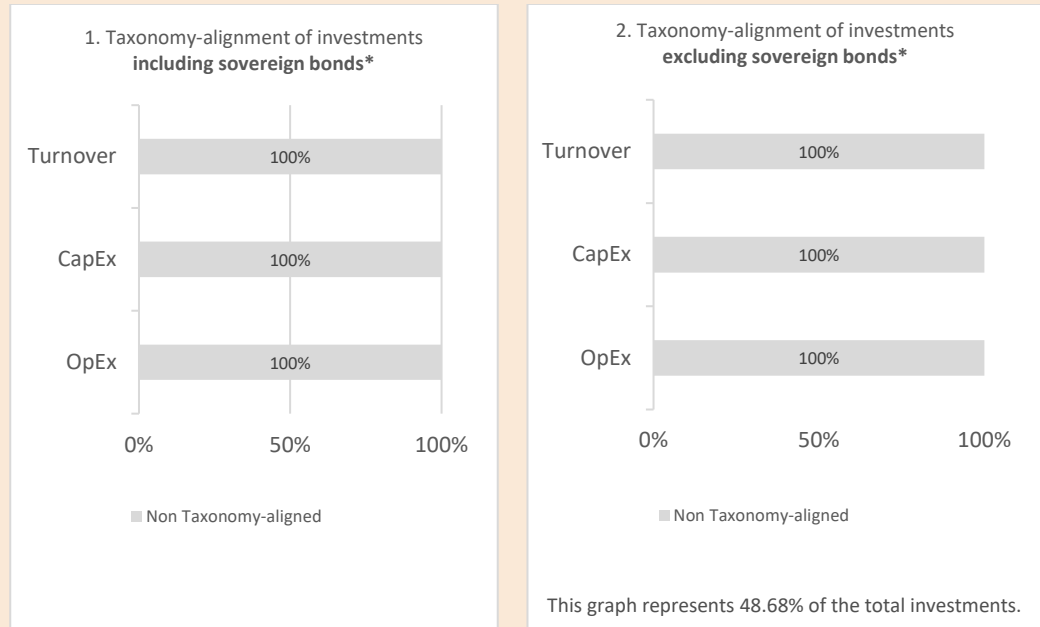 1. Taxonomy-alignment of investments
including sovereign bonds*
Turnover
100%
CapEx
100%
OpEx
100%
0% 50% 100%
Non Taxonomy-aligned
2. Taxonomy-alignment of investments
excluding sovereign bonds*
Turnover
100%
CapEx
100%
OpEx
100%
0% 50% 100%
Non Taxonomy-aligned
This graph represents 48.68% of the total investments.